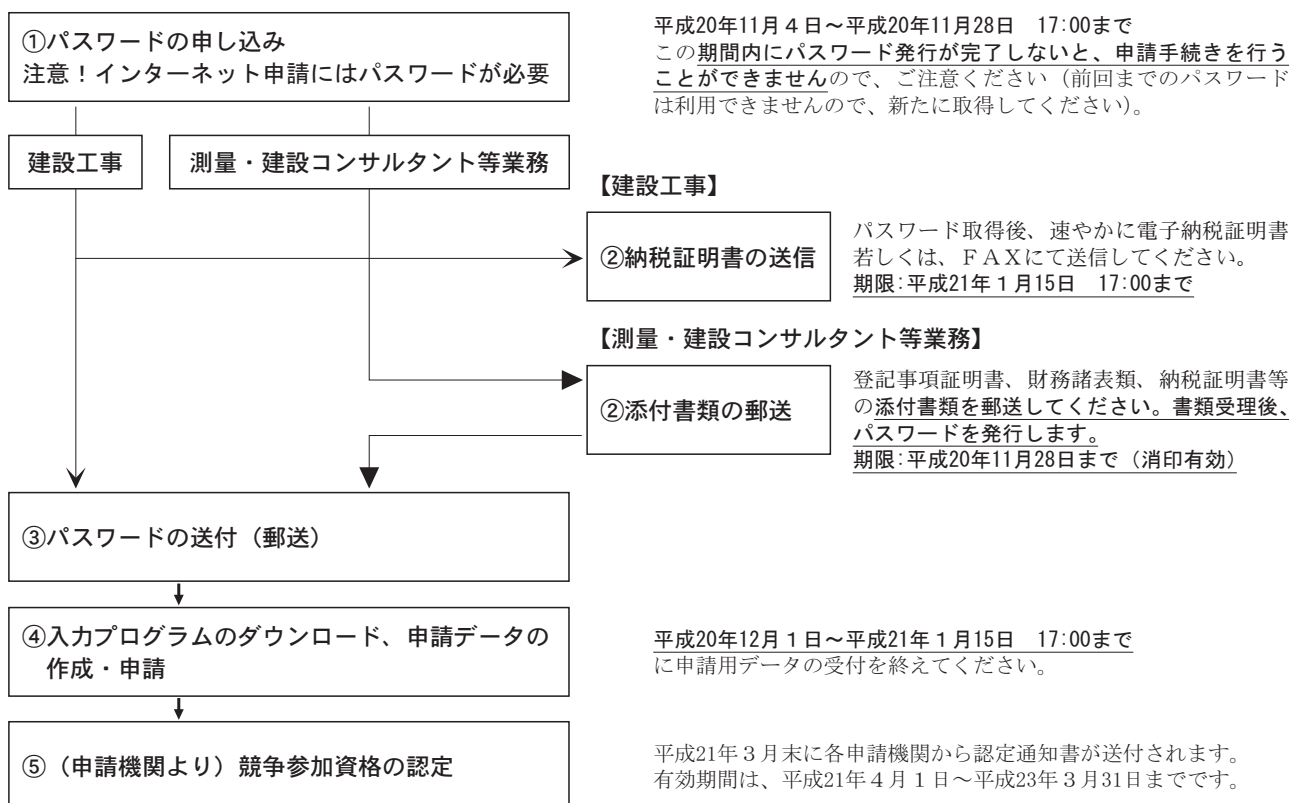 ①パスワードの申し込み
注意！インターネット申請にはパスワードが必要
平成20年11月４日～平成20年11月28日　17:00まで
この期間内にパスワード発行が完了しないと、申請手続きを行う
ことができませんので、ご注意ください（前回までのパスワード
は利用できませんので、新たに取得してください）。
建設工事
測量・建設コンサルタント等業務
【建設工事】
②納税証明書の送信
パスワード取得後、速やかに電子納税証明書
若しくは、ＦＡＸにて送信してください。
期限:平成21年１月15日　17:00まで
【測量・建設コンサルタント等業務】
②添付書類の郵送
登記事項証明書、財務諸表類、納税証明書等
の添付書類を郵送してください。書類受理後、
パスワードを発行します。
期限:平成20年11月28日まで（消印有効）
③パスワードの送付（郵送）
④入力プログラムのダウンロード、申請データの
作成・申請
平成20年12月１日～平成21年１月15日　17:00まで
に申請用データの受付を終えてください。
⑤（申請機関より）競争参加資格の認定
平成21年３月末に各申請機関から認定通知書が送付されます。
有効期間は、平成21年４月１日～平成23年３月31日までです。